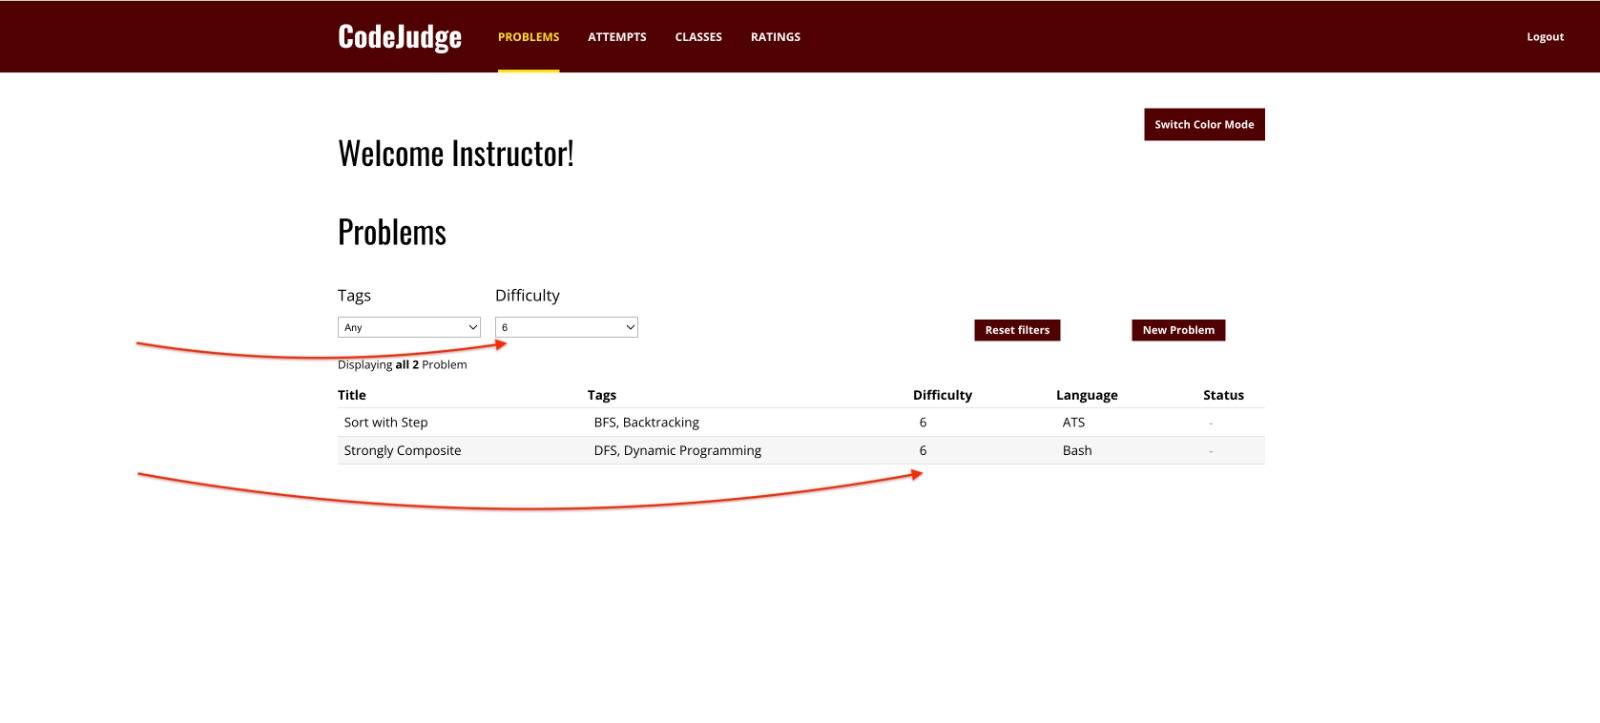 CodeJudge PROBLEMS ATTEMPTS CLASSES RATINGS Logout
Switch Color Mode
Welcome Instructor!
Problems
Tags Difficulty
Any 6 Reset filters New Problem
Displaying all 2 Problem
Title Tags Difficulty Language Status
Sort with Step BFS, Backtracking 6 ATS -
Strongly Composite DFS, Dynamic Programming 6 Bash -